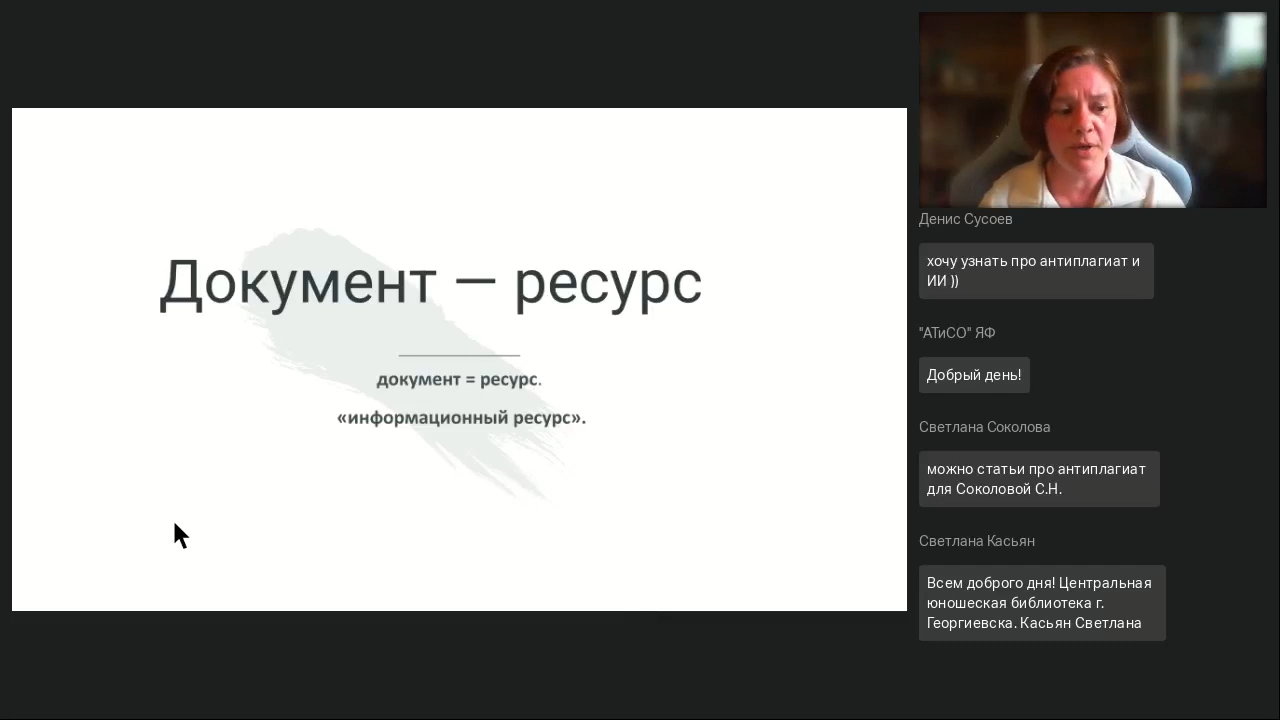 Документ — ресурс
документ = ресурс.
«информационный ресурс».
Денис Сусоев
хочу узнать про антиплагиат и
ИИ ))
"АТиСО" ЯФ
Добрый день!
Светлана Соколова
можно статьи про антиплагиат
для Соколовой С.Н.
Светлана Касьян
Всем доброго дня! Центральная
юношеская библиотека г.
Георгиевска. Касьян Светлана